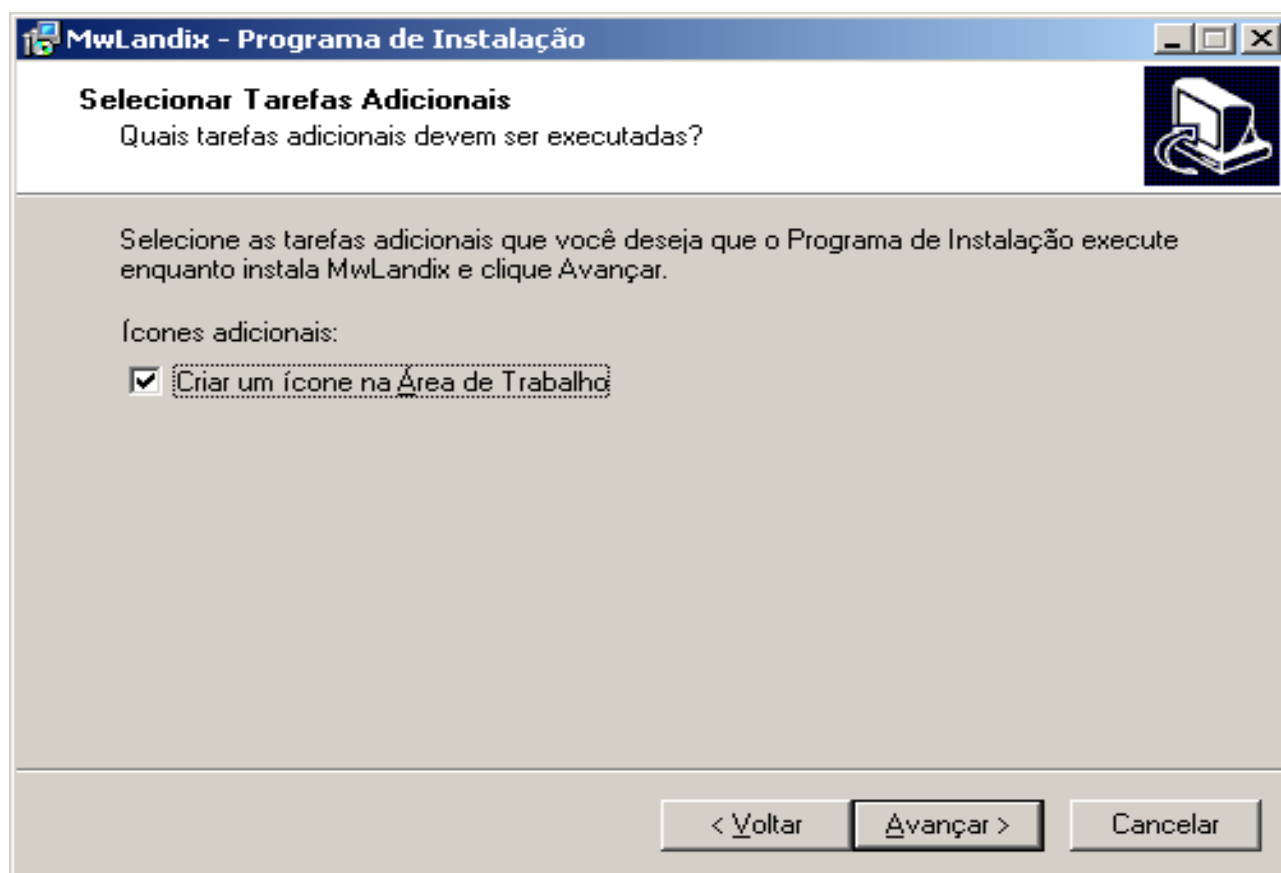 MwLandix - Programa de Instalação
Selecionar Tarefas Adicionais
Quais tarefas adicionais devem ser executadas?
Selecione as tarefas adicionais que você deseja que o Programa de Instalação execute
enquanto instala MwLandix e clique Avançar.
Ícones adicionais:
Criar um ícone na Área de Trabalho
< Voltar
Avançar >
Cancelar